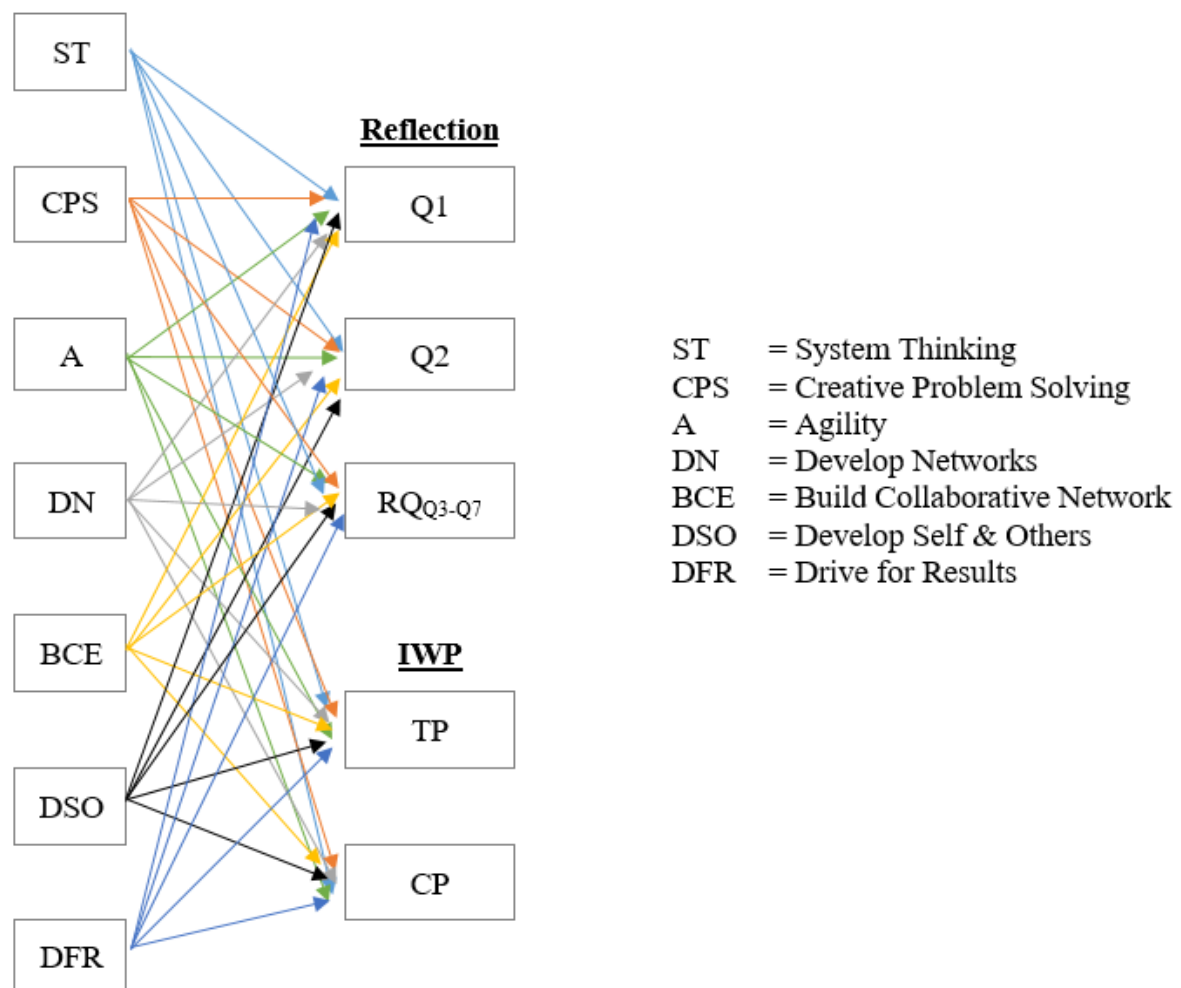 ST
CPS
A
DN
BCE
DSO
DFR
Reflection
Q1
Q2
RQQ3-Q7
IWP
TP
CP
ST = System Thinking
CPS = Creative Problem Solving
A = Agility
DN = Develop Networks
BCE = Build Collaborative Network
DSO = Develop Self & Others
DFR = Drive for Results